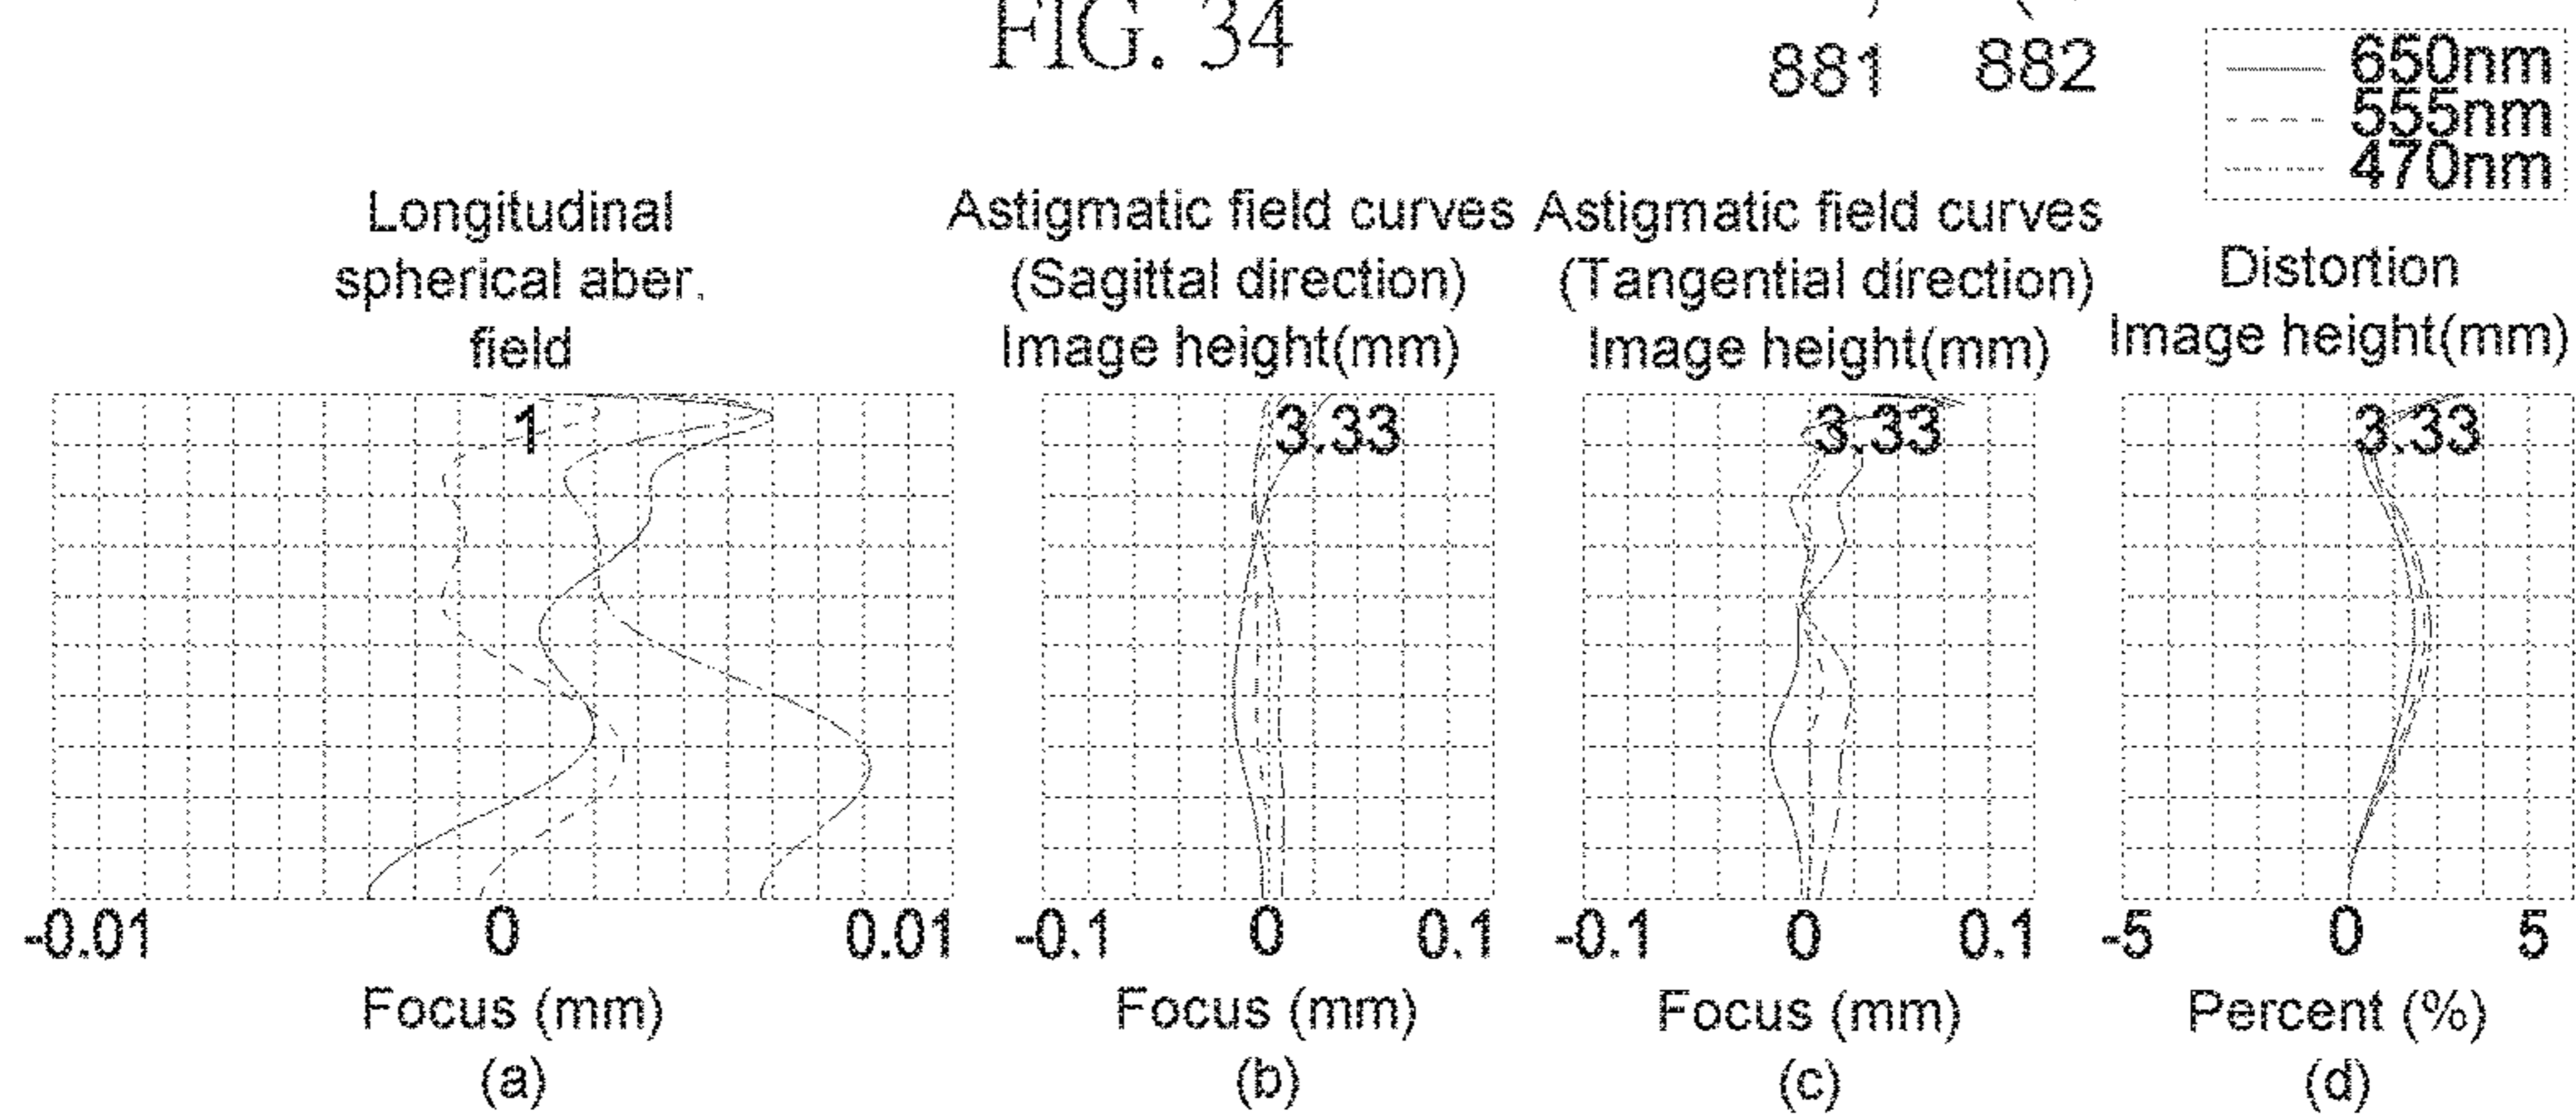 FIG. 34
881 882
650nm
555nm
470nm
Longitudinal
spherical aber.
field
Astigmatic field curves
(Sagittal direction)
Image height(mm)
Astigmatic field curves
(Tangential direction)
Image height(mm)
Distortion
Image height(mm)
1
3.33
3.33
3.33
-0.01 0 0.01
-0.1 0 0.1
-0.1 0 0.1
-5 0 5
Focus (mm)
Focus (mm)
Focus (mm)
Percent (%)
(a)
(b)
(c)
(d)